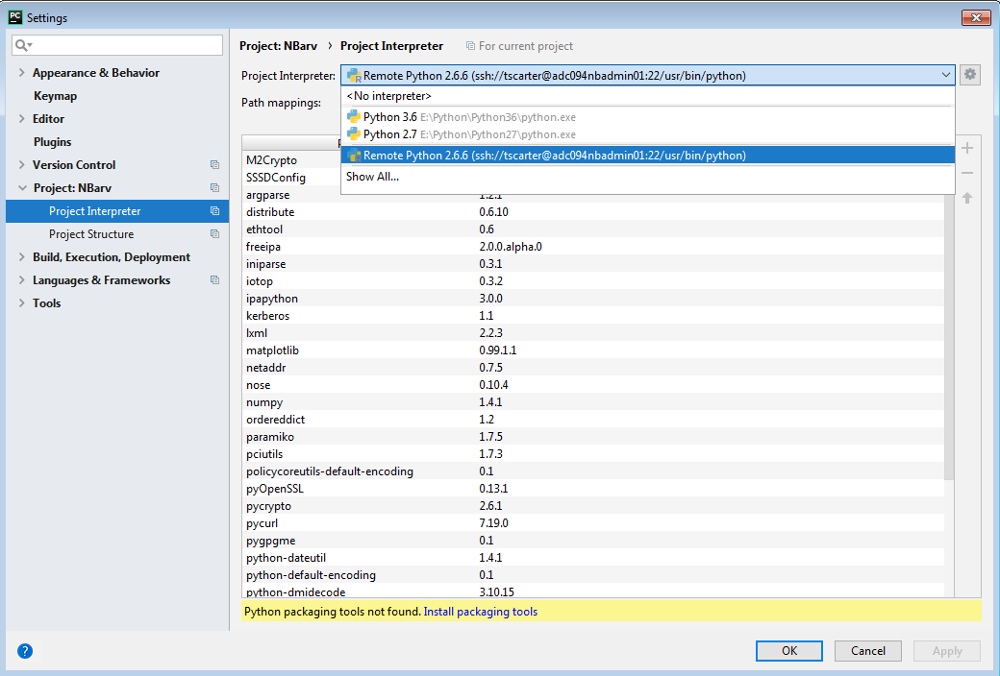 PC Settings
Project: NBarv › Project Interpreter For current project
Appearance & Behavior
Keymap
Editor
Plugins
Version Control
Project: NBarv
Project Interpreter
Project Structure
Build, Execution, Deployment
Languages & Frameworks
Tools
Project Interpreter: Remote Python 2.6.6 (ssh://tscarter@adc094nbadmin01:22/usr/bin/python)
Path mappings:
<No interpreter>
Python 3.6 E:\Python\Python36\python.exe
Python 2.7 E:\Python\Python27\python.exe
Remote Python 2.6.6 (ssh://tscarter@adc094nbadmin01:22/usr/bin/python)
Show All...
M2Crypto
SSSDConfig
argparse 1.2.1
distribute 0.6.10
ethtool 0.6
freeipa 2.0.0.alpha.0
iniparse 0.3.1
iotop 0.3.2
ipapython 3.0.0
kerberos 1.1
lxml 2.2.3
matplotlib 0.99.1.1
netaddr 0.7.5
nose 0.10.4
numpy 1.4.1
ordereddict 1.2
paramiko 1.7.5
pciutils 1.7.3
policycoreutils-default-encoding 0.1
pyOpenSSL 0.13.1
pycrypto 2.6.1
pycurl 7.19.0
pygpgme 0.1
python-dateutil 1.4.1
python-default-encoding 0.1
python-dmidecode 3.10.15
Python packaging tools not found. Install packaging tools
? OK Cancel Apply